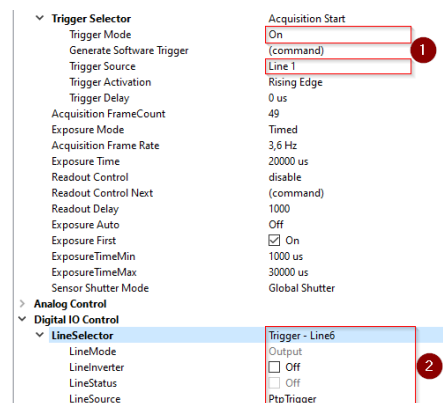 Trigger Selector Acquisition Start
Trigger Mode On
Generate Software Trigger (command)
1
Trigger Source Line 1
Trigger Activation Rising Edge
Trigger Delay 0 us
Acquisition FrameCount 49
Exposure Mode Timed
Acquisition Frame Rate 3,6 Hz
Exposure Time 20000 us
Readout Control disable
Readout Control Next (command)
Readout Delay 1000
Exposure Auto Off
Exposure First On
ExposureTimeMin 1000 us
ExposureTimeMax 30000 us
Sensor Shutter Mode Global Shutter
Analog Control
Digital IO Control
LineSelector Trigger - Line6
LineMode Output
LineInverter Off
2
LineStatus Off
LineSource PtpTrigger